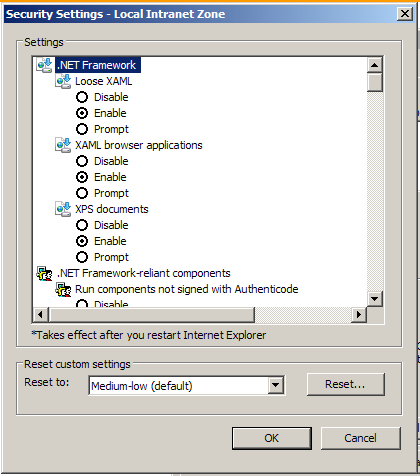 Security Settings - Local Intranet Zone
Settings
.NET Framework
Loose XAML
Disable
Enable
Prompt
XAML browser applications
Disable
Enable
Prompt
XPS documents
Disable
Enable
Prompt
.NET Framework-reliant components
Run components not signed with Authenticode
Disable
*Takes effect after you restart Internet Explorer
Reset custom settings
Reset to: Medium-low (default) Reset...
OK Cancel